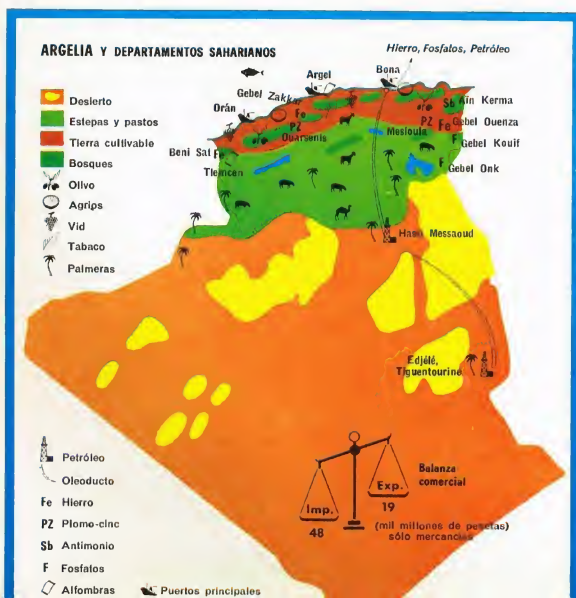 ARGELIA Y DEPARTAMENTOS SAHARIANOS
Hierro, Fosfatos, Petróleo
Desierto
Estepas y pastos
Tierra cultivable
Bosques
Olivo
Agrios
Vid
Tabaco
Palmeras
Argel
Bona
Gebel Zakkar
Orán
Fe
PZ
Ouarsenis
Beni Saf Fe
Tlemcen
Mesloula
Sb Ain Kerma
PZ Fe Gebel Ouenza
F Gebel Kouif
F Gebel Onk
Hassi Messaoud
Edjélé,
Tiguentourine
Petróleo
Oleoducto
Fe Hierro
PZ Plomo-cinc
Sb Antimonio
F Fosfatos
Alfombras
Puertos principales
Balanza
comercial
Imp.
48
Exp.
19
(mil millones de pesetas)
sólo mercancías